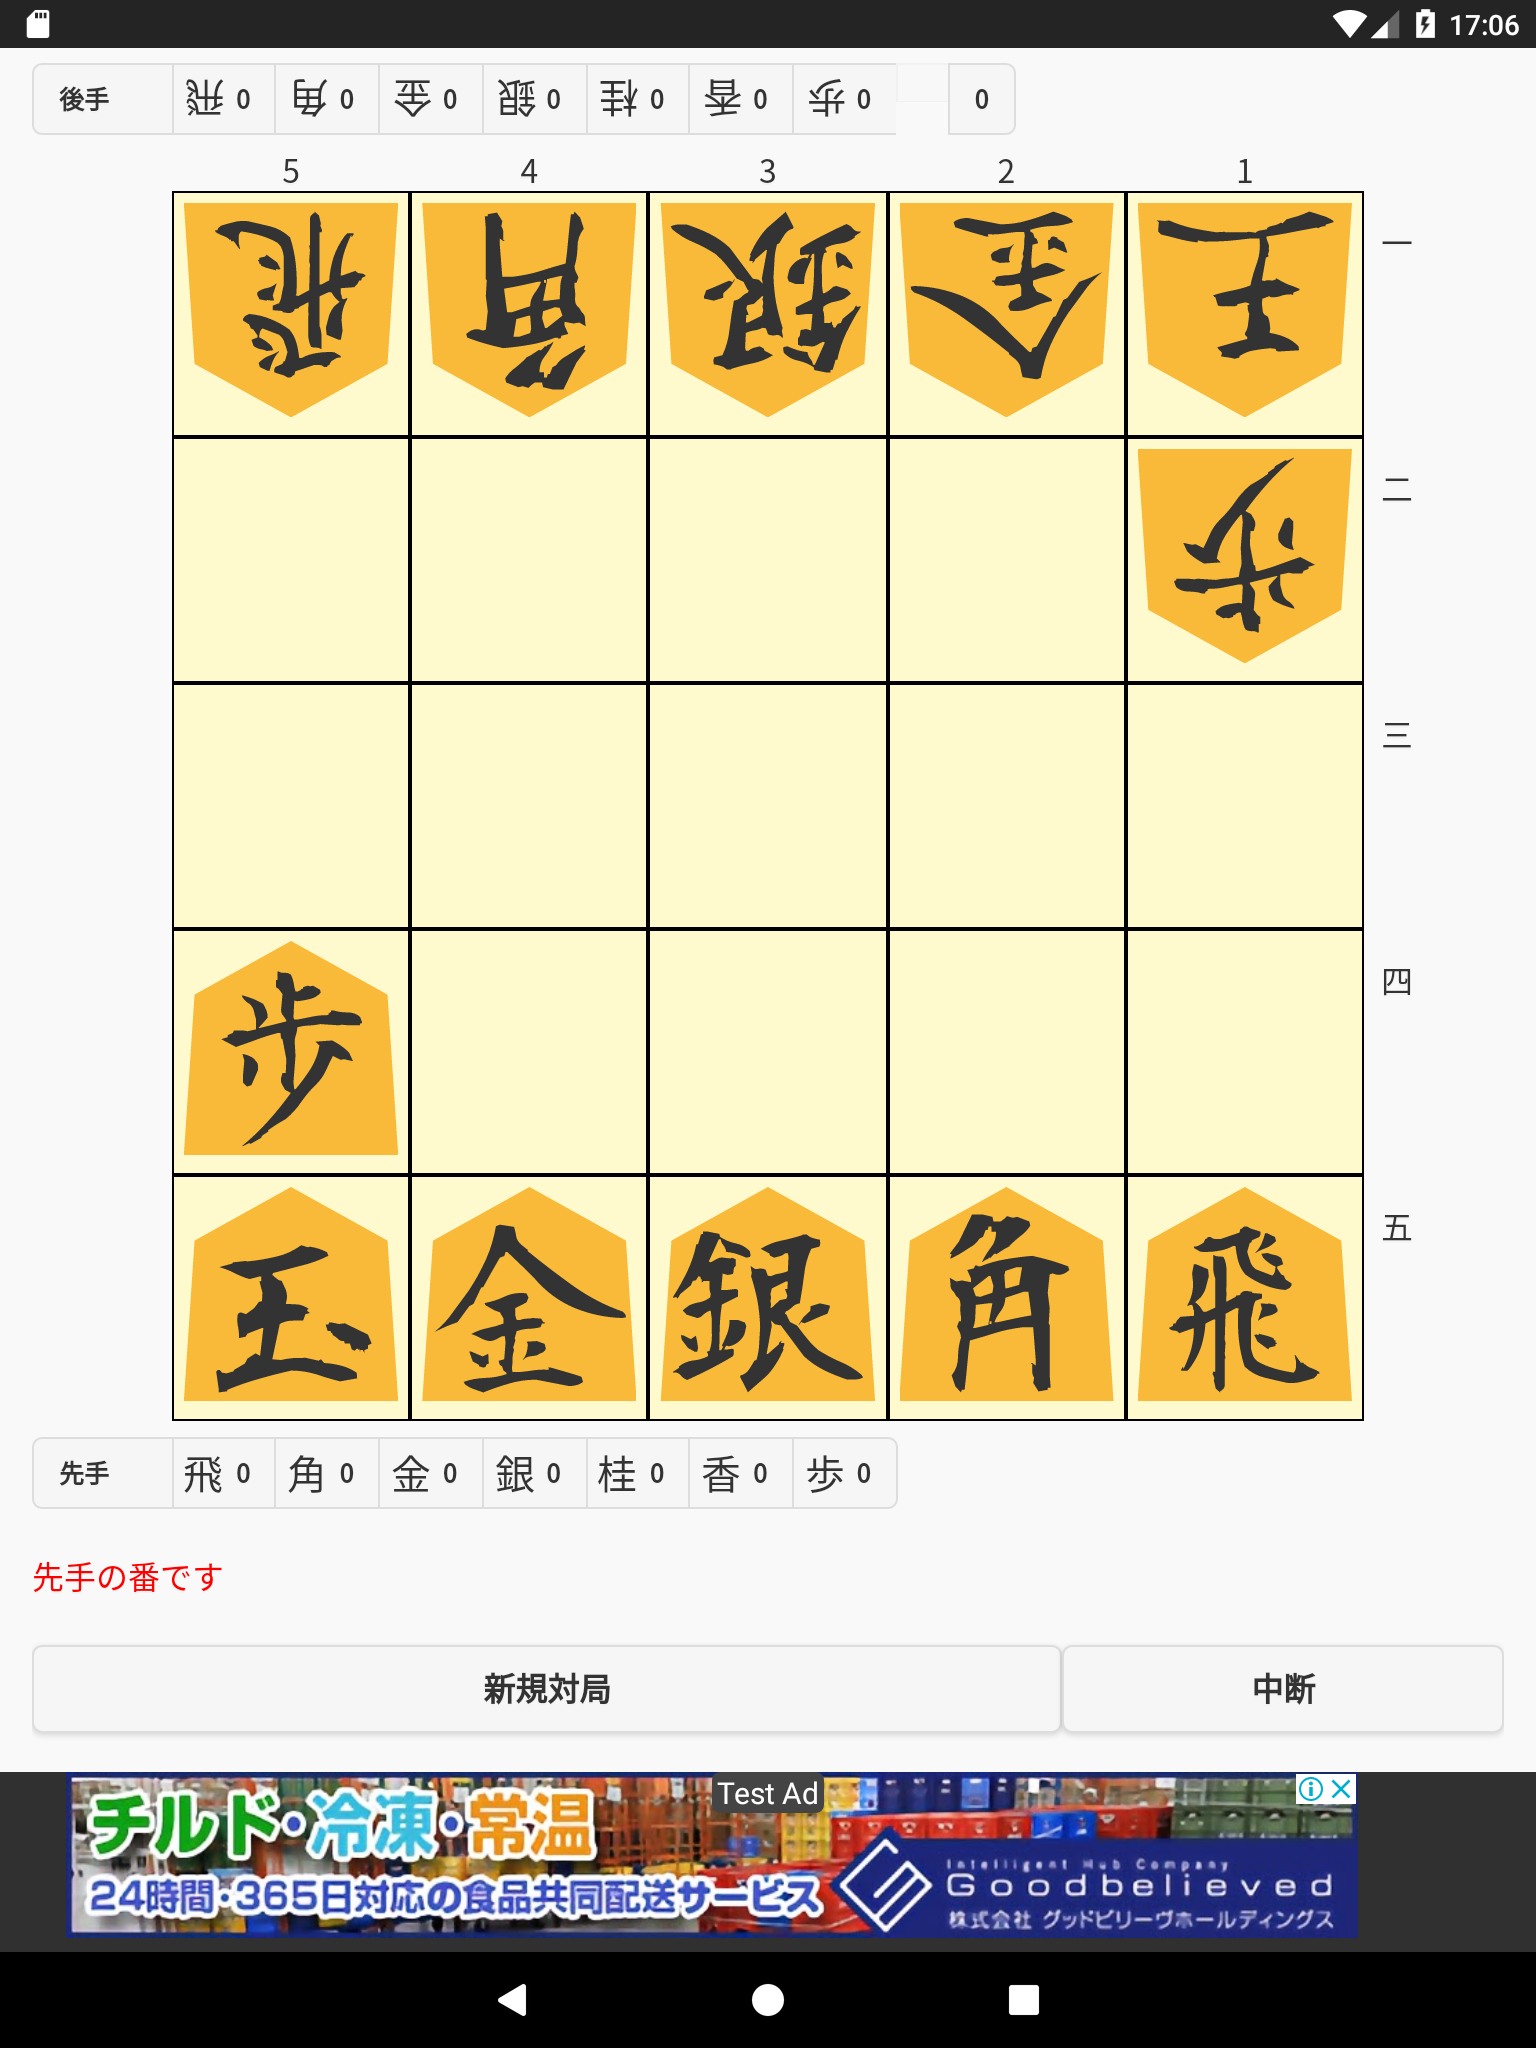 17:06
後手 飛 0 角 0 金 0 銀 0 桂 0 香 0 歩 0 0
5 4 3 2 1
飛 角 銀 金 王 一
歩 二
三
歩 四
玉 金 銀 角 飛 五
先手 飛 0 角 0 金 0 銀 0 桂 0 香 0 歩 0
先手の番です
新規対局 中断
Test Ad
チルド・冷凍・常温
24時間・365日対応の食品共同配送サービス
Intelligent Hub Company
Goodbelieved
株式会社 グッドビリーヴホールディングス